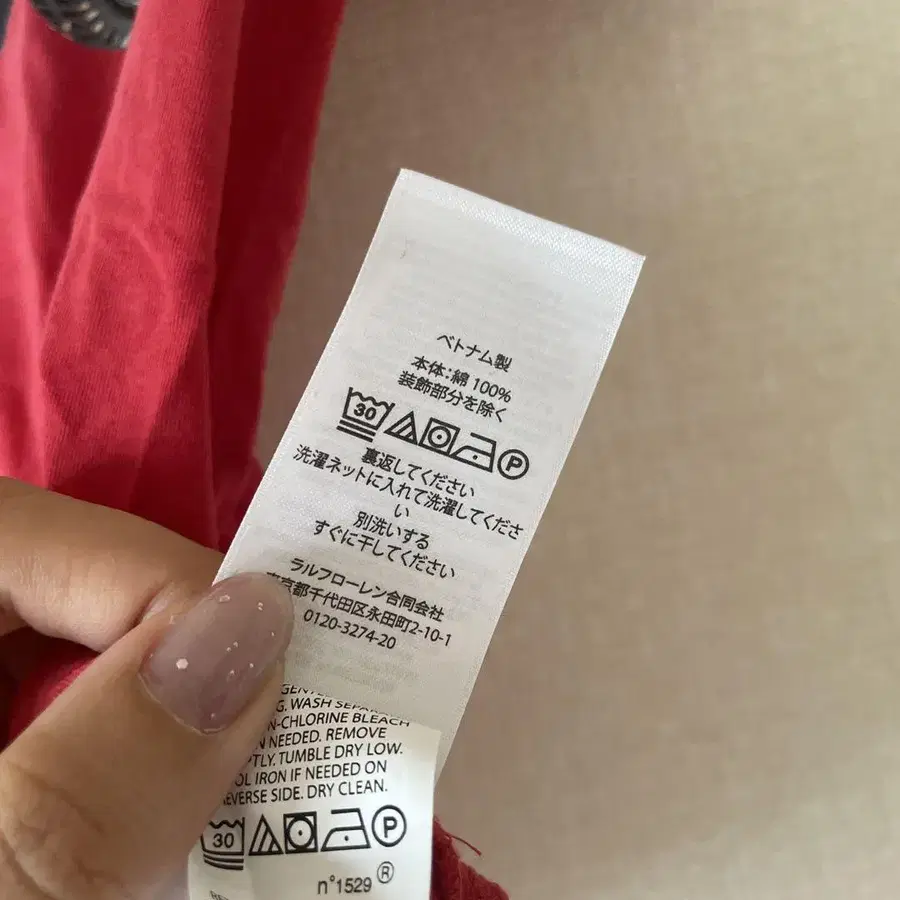 ベトナム製
本体:綿 100%
装飾部分を除く
30
P
裏返してください
洗濯ネットに入れて洗濯してくださ
い
別洗いする
すぐに干してください
ラルフローレン合同会社
東京都千代田区永田町2-10-1
0120-3274-20
WASH
N-CHLORINE BLEACH
NEEDED. REMOVE
TUMBLE DRY LOW.
IRON IF NEEDED ON
SIDE. DRY CLEAN.
30
P
n°1529 ®